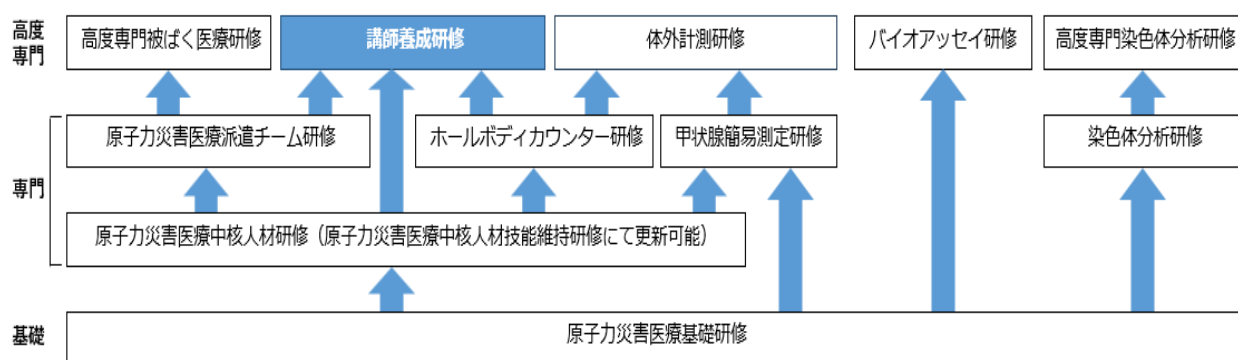 高度
専門
高度専門被ばく医療研修
講師養成研修
体外計測研修
バイオアッセイ研修
高度専門染色体分析研修
専門
原子力災害医療派遣チーム研修
ホールボディカウンター研修
甲状腺簡易測定研修
染色体分析研修
原子力災害医療中核人材研修（原子力災害医療中核人材技能維持研修にて更新可能）
基礎
原子力災害医療基礎研修